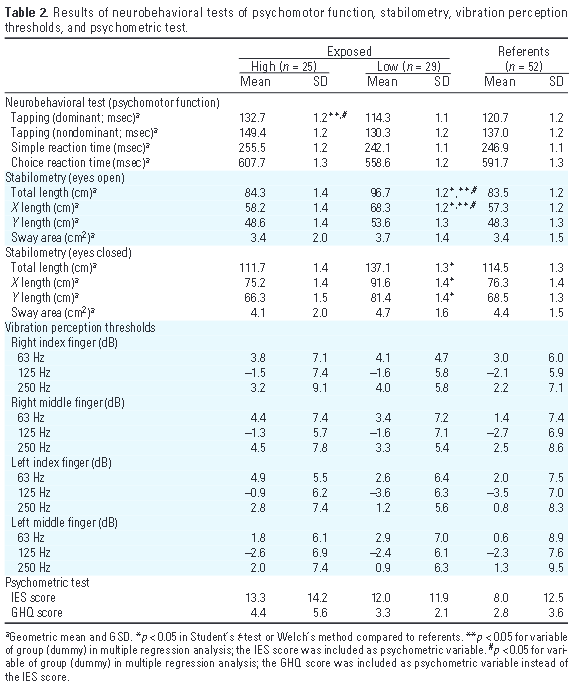 Table 2. Results of neurobehavioral tests of psychomotor function, stabilometry, vibration perception
thresholds, and psychometric test.
Exposed
High (n = 25) Low (n = 29) Referents (n = 52)
Mean SD Mean SD Mean SD
Neurobehavioral test (psychomotor function)
Tapping (dominant; msec)a 132.7 1.2**,# 114.3 1.1 120.7 1.2
Tapping (nondominant; msec)a 149.4 1.2 130.3 1.2 137.0 1.2
Simple reaction time (msec)a 255.5 1.2 242.1 1.1 246.9 1.1
Choice reaction time (msec)a 607.7 1.3 558.6 1.2 591.7 1.3
Stabilometry (eyes open)
Total length (cm)a 84.3 1.4 96.7 1.2*,**,# 83.5 1.2
X length (cm)a 58.2 1.4 68.3 1.2*,**,# 57.3 1.2
Y length (cm)a 48.6 1.4 53.6 1.3 48.3 1.3
Sway area (cm2)a 3.4 2.0 3.7 1.4 3.4 1.5
Stabilometry (eyes closed)
Total length (cm)a 111.7 1.4 137.1 1.3* 114.5 1.3
X length (cm)a 75.2 1.4 91.6 1.4* 76.3 1.4
Y length (cm)a 66.3 1.5 81.4 1.4* 68.5 1.3
Sway area (cm2)a 4.1 2.0 4.7 1.6 4.4 1.5
Vibration perception thresholds
Right index finger (dB)
63 Hz 3.8 7.1 4.1 4.7 3.0 6.0
125 Hz –1.5 7.4 –1.6 5.8 –2.1 5.9
250 Hz 3.2 9.1 4.0 5.8 2.2 7.1
Right middle finger (dB)
63 Hz 4.4 7.4 3.4 7.2 1.4 7.4
125 Hz –1.3 5.7 –1.6 7.1 –2.7 6.9
250 Hz 4.5 7.8 3.3 5.4 2.5 8.6
Left index finger (dB)
63 Hz 4.9 5.5 2.6 6.4 2.0 7.5
125 Hz –0.9 6.2 –3.6 6.3 –3.5 7.0
250 Hz 2.8 7.4 1.2 5.6 0.8 8.3
Left middle finger (dB)
63 Hz 1.8 6.1 2.9 7.0 0.6 8.9
125 Hz –2.6 6.9 –2.4 6.1 –2.3 7.6
250 Hz 2.0 7.4 0.9 6.3 1.3 9.5
Psychometric test
IES score 13.3 14.2 12.0 11.9 8.0 12.5
GHQ score 4.4 5.6 3.3 2.1 2.8 3.6
aGeometric mean and GSD. *p < 0.05 in Student's t-test or Welch's method compared to referents. **p < 0.05 for variable
of group (dummy) in multiple regression analysis; the IES score was included as psychometric variable. #p < 0.05 for vari-
able of group (dummy) in multiple regression analysis; the GHQ score was included as psychometric variable instead of
the IES score.